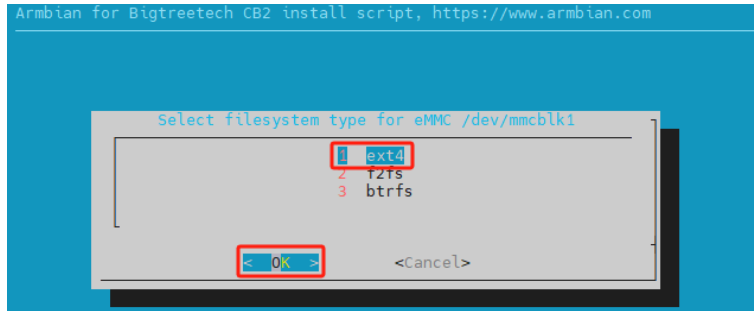 Armbian for Bigtreetech CB2 install script, https://www.armbian.com
Select filesystem type for eMMC /dev/mmcblk1
1 ext4
2 f2fs
3 btrfs
< OK > <Cancel>